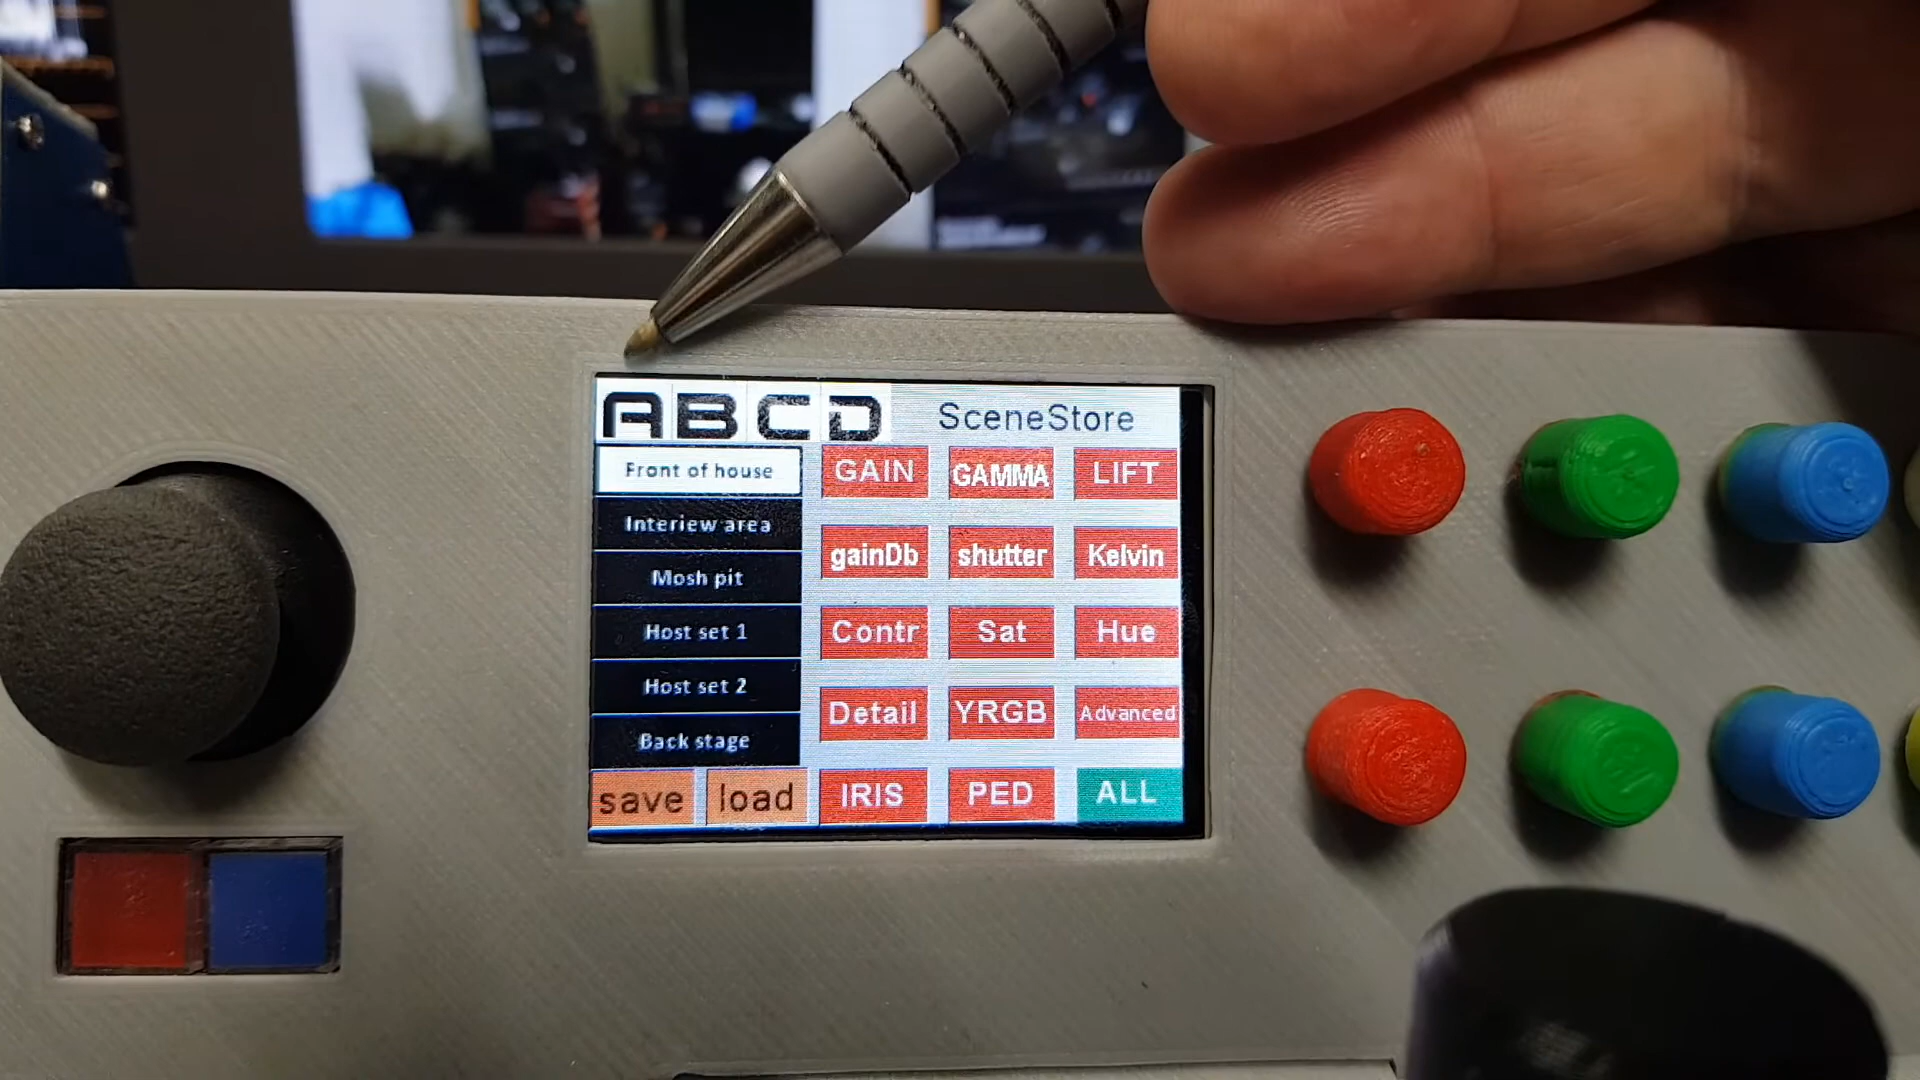 ABCD SceneStore
Front of house GAIN GAMMA LIFT
Interiew area
gainDb shutter Kelvin
Mosh pit
Host set 1 Contr Sat Hue
Host set 2
Detail YRGB Advanced
Back stage
save load IRIS PED ALL